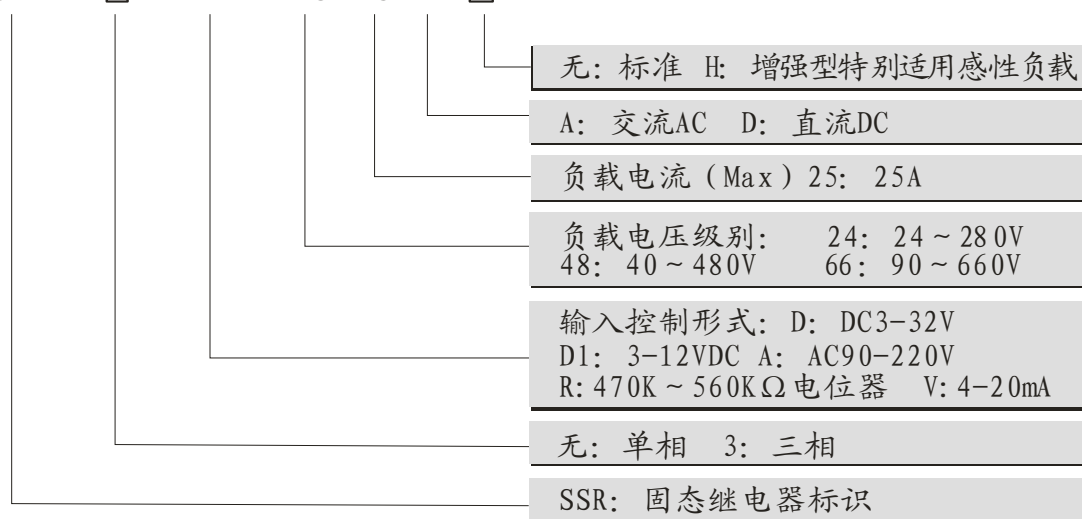 无: 标准 H: 增强型特别适用感性负载
A: 交流AC D: 直流DC
负载电流(Max)25: 25A
负载电压级别: 24: 24~280V
48: 40~480V 66: 90~660V
输入控制形式: D: DC3-32V
D1: 3-12VDC A: AC90-220V
R:470K~560KΩ电位器 V:4-20mA
无: 单相 3: 三相
SSR: 固态继电器标识